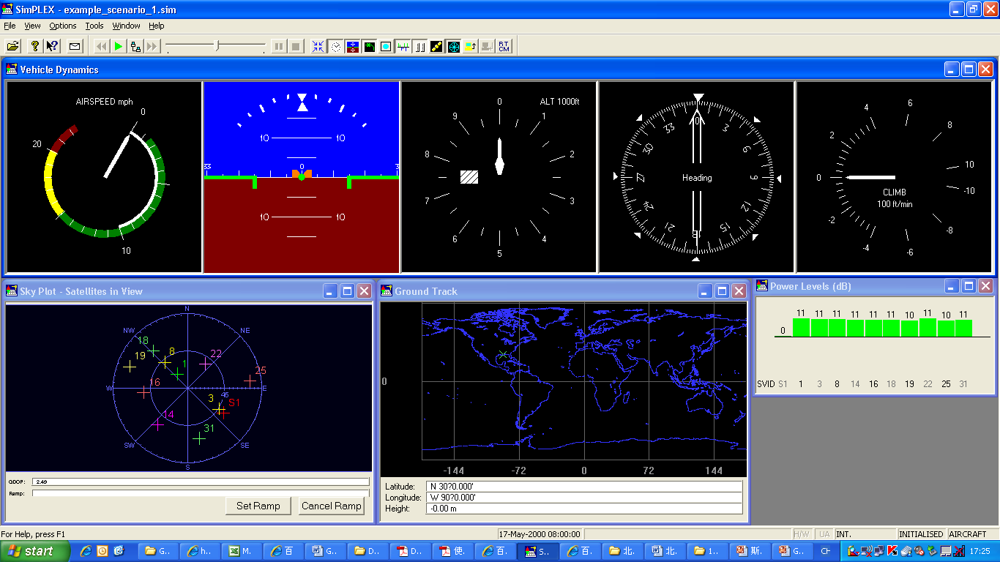 SimPLEX - example_scenario_1.sim
File View Options Tools Window Help
RTCM
Vehicle Dynamics
AIRSPEED mph
0
10
20
10 10
33 0 3
10 10
ALT 1000ft
0
1
2
3
4
5
6
7
8
9
Heading
0
3
6
9
12
15
18
21
24
27
30
33
CLIMB
100 ft/min
0
2
4
6
8
10
-10
-8
-6
-4
-2
Sky Plot - Satellites in View
N
NE
E
SE
S
SW
W
NW
45
18
19
8
1
22
25
16
3
S1
14
31
GDOP: 2.49
Ramp:
Set Ramp Cancel Ramp
Ground Track
0
-144 -72 0 72 144
Latitude: N 30?0.000'
Longitude: W 90?0.000'
Height: -0.00 m
Power Levels (dB)
0 11 11 11 11 11 11 10 11 10 11
SVID S1 1 3 8 14 16 18 19 22 25 31
For Help, press F1
17-May-2000 08:00:00 H/W UA INT. INITIALISED AIRCRAFT
start G.. h.. M. 百 G.. D.. D.. 使. 百. S.. 百. 北. 北. 1.. 斯. G.. CH 17:25